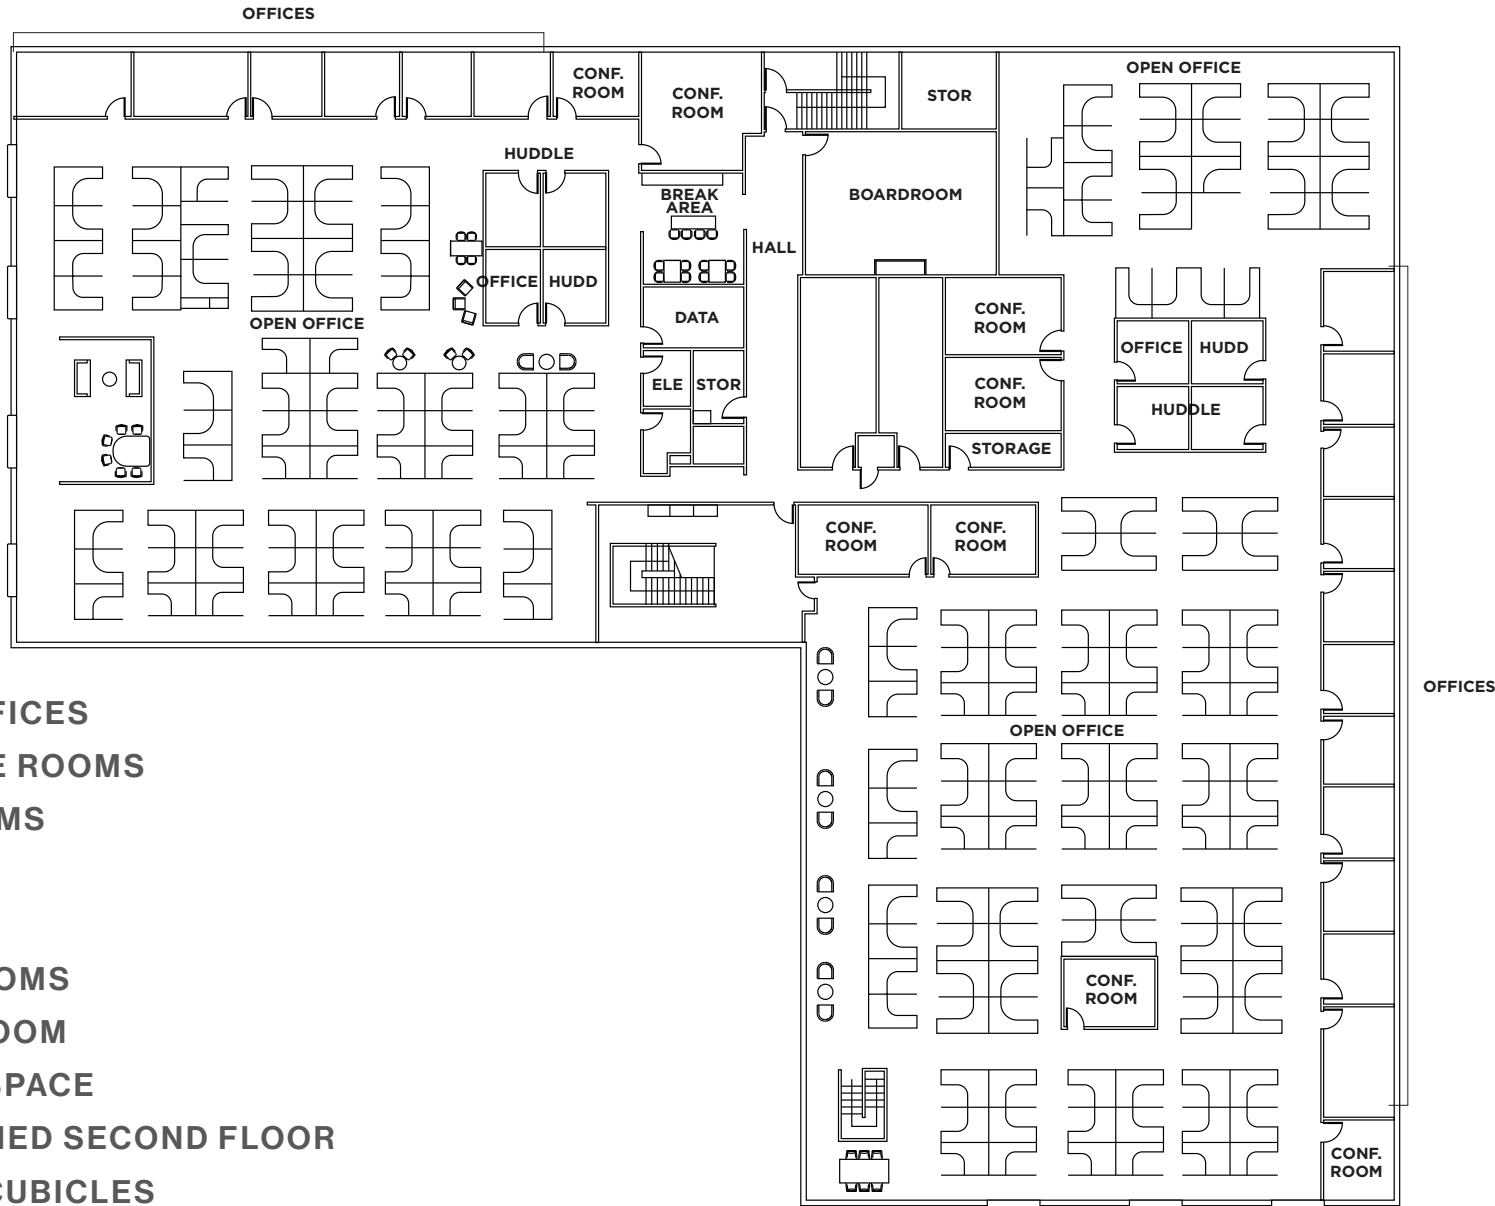 OFFICES
CONF.
ROOM
CONF.
ROOM
STOR
OPEN OFFICE
HUDDLE
BREAK
AREA
BOARDROOM
HALL
OFFICE
HUDD
OPEN OFFICE
DATA
CONF.
ROOM
OFFICE
HUDD
ELE
STOR
CONF.
ROOM
HUDDLE
STORAGE
CONF.
ROOM
CONF.
ROOM
OFFICES
OPEN OFFICE
CONF.
ROOM
CONF.
ROOM
FICES
E ROOMS
MS
OMS
OOM
SPACE
HED SECOND FLOOR
CUBICLES